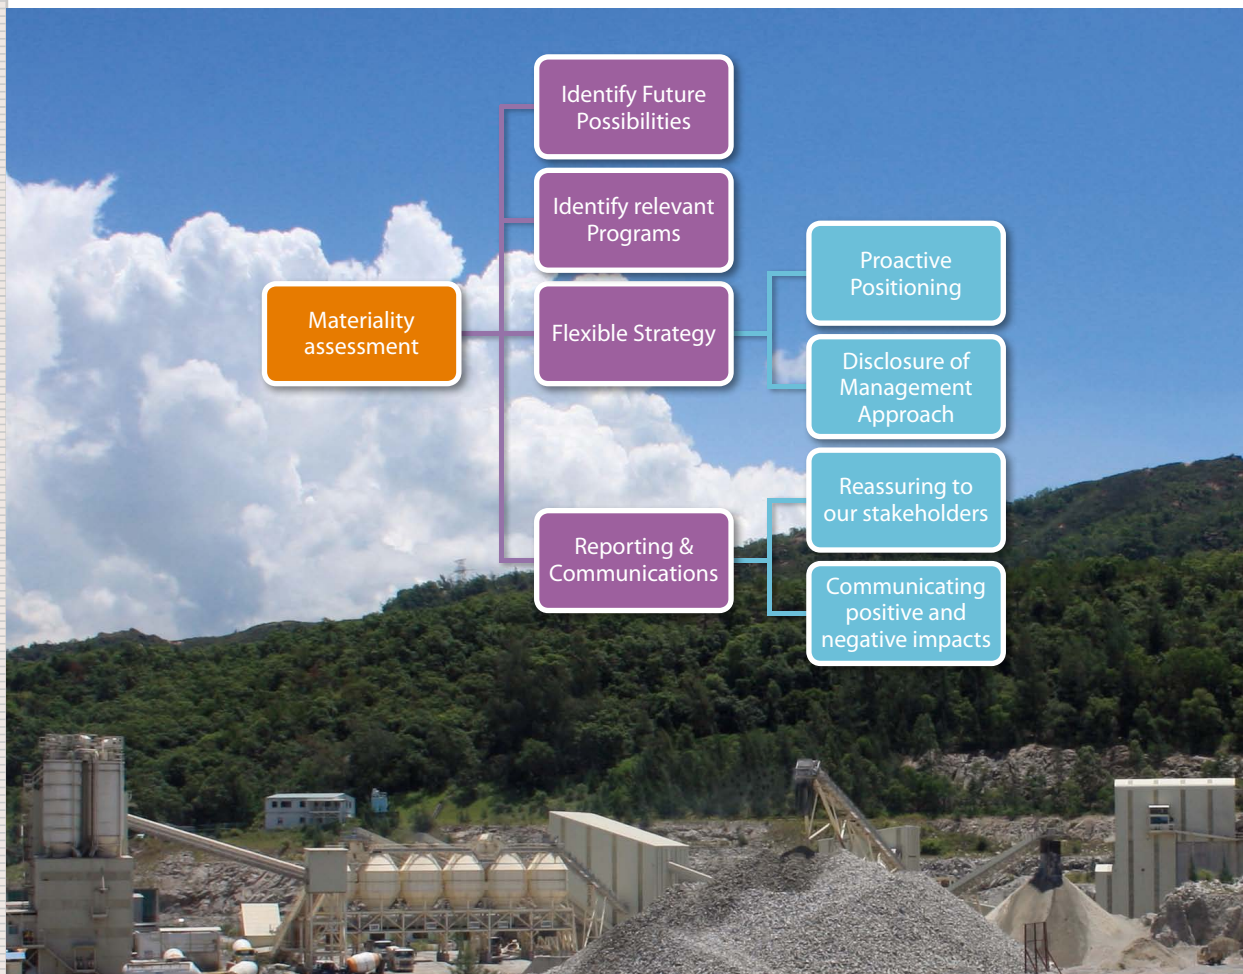 Identify Future
Possibilities
Identify relevant
Programs
Materiality
assessment
Flexible Strategy
Proactive
Positioning
Disclosure of
Management
Approach
Reporting &
Communications
Reassuring to
our stakeholders
Communicating
positive and
negative impacts